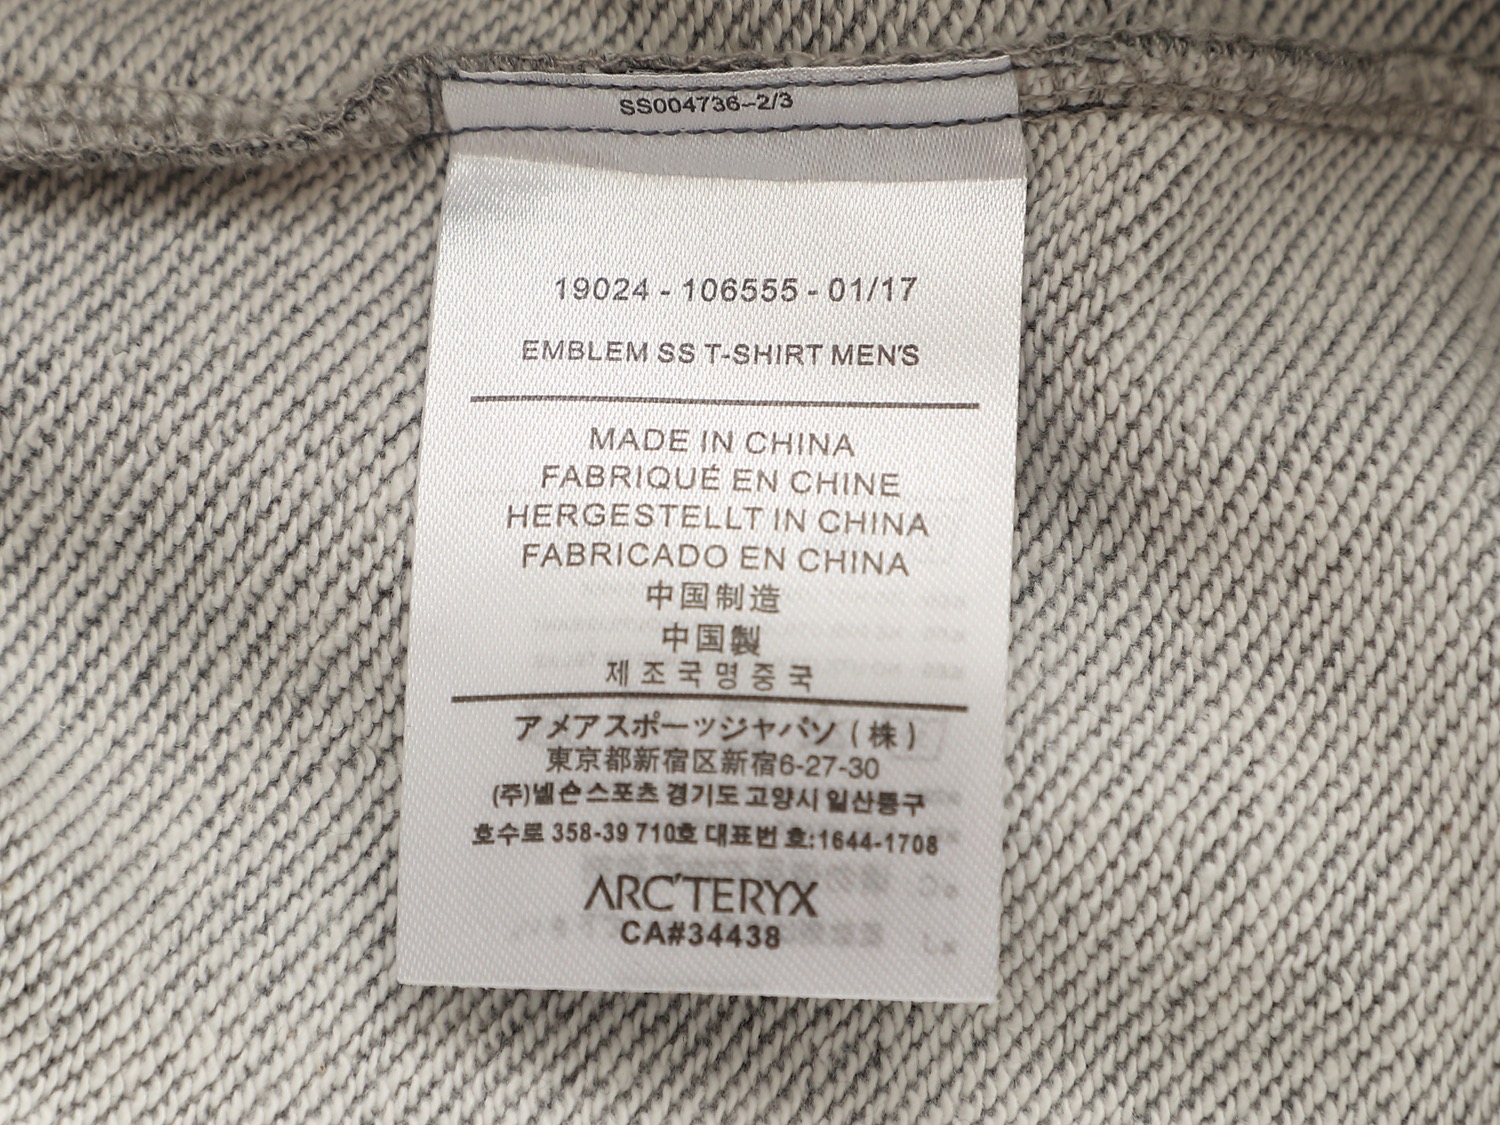 SS004736-2/3
19024 - 106555 - 01/17
EMBLEM SS T-SHIRT MEN'S
MADE IN CHINA
FABRIQUÉ EN CHINE
HERGESTELLT IN CHINA
FABRICADO EN CHINA
中国制造
中国製
제조국명중국
アメアスポーツジャパソ (株)
東京都新宿区新宿6-27-30
(주)넬슨스포츠 경기도 고양시 일산동구
호수로 358-39 710호 대표번호:1644-1708
ARC'TERYX
CA#34438